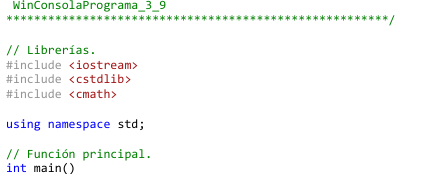 WinConsolaPrograma_3_9
*******************************************************/
// Librerías.
#include <iostream>
#include <cstdlib>
#include <cmath>
using namespace std;
// Función principal.
int main()